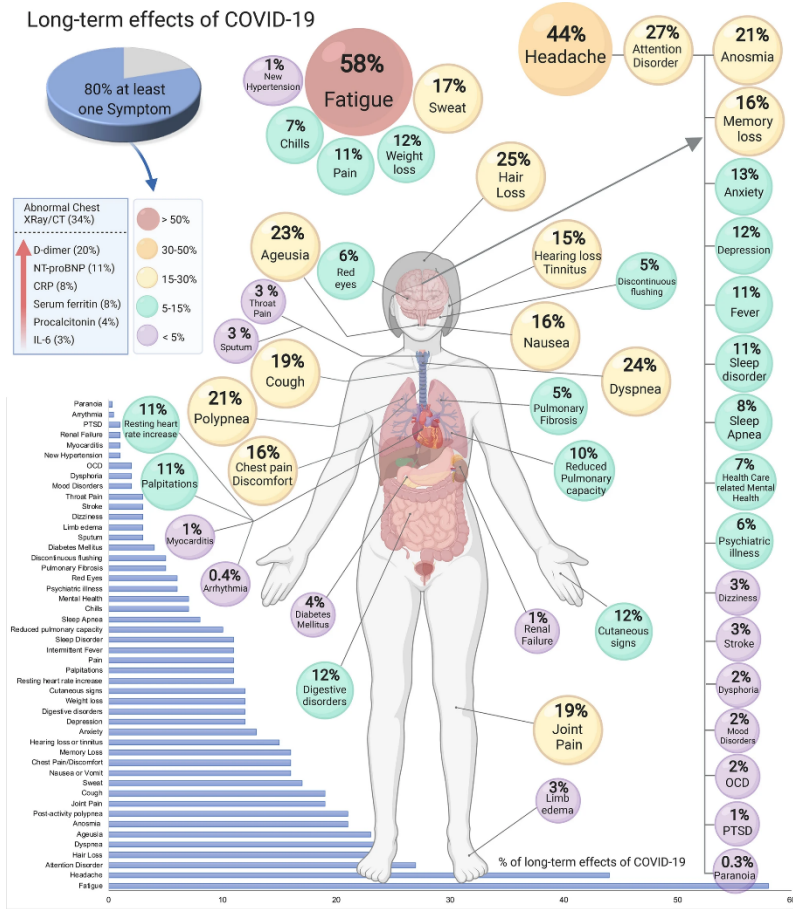 Long-term effects of COVID-19
80% at least
one Symptom
Abnormal Chest
XRay/CT (34%)
D-dimer (20%)
NT-proBNP (11%)
CRP (8%)
Serum ferritin (8%)
Procalcitonin (4%)
IL-6 (3%)
> 50%
30-50%
15-30%
5-15%
< 5%
1%
New
Hypertension
58%
Fatigue
17%
Sweat
7%
Chills
11%
Pain
12%
Weight
loss
44%
Headache
27%
Attention
Disorder
21%
Anosmia
16%
Memory
loss
13%
Anxiety
12%
Depression
11%
Fever
11%
Sleep
disorder
8%
Sleep
Apnea
7%
Health Care
related Mental
Health
6%
Psychiatric
illness
3%
Dizziness
3%
Stroke
2%
Dysphoria
2%
Mood
Disorders
2%
OCD
1%
PTSD
0.3%
Paranoia
25%
Hair
Loss
23%
Ageusia
6%
Red
eyes
15%
Hearing loss
Tinnitus
5%
Discontinuous
flushing
3 %
Throat
Pain
3 %
Sputum
16%
Nausea
19%
Cough
24%
Dyspnea
21%
Polypnea
5%
Pulmonary
Fibrosis
16%
Chest pain
Discomfort
10%
Reduced
Pulmonary
capacity
11%
Resting heart
rate increase
11%
Palpitations
1%
Myocarditis
0.4%
Arrhythmia
4%
Diabetes
Mellitus
1%
Renal
Failure
12%
Cutaneous
signs
12%
Digestive
disorders
19%
Joint
Pain
3%
Limb
edema
Paranoia
Arrythmia
PTSD
Renal Failure
Myocarditis
New Hypertension
OCD
Dysphoria
Mood Disorders
Throat Pain
Stroke
Dizziness
Limb edema
Sputum
Diabetes Mellitus
Discontinuous flushing
Pulmonary Fibrosis
Red Eyes
Psychiatric illness
Mental Health
Chills
Sleep Apnea
Reduced pulmonary capacity
Sleep Disorder
Intermittent Fever
Pain
Palpitations
Resting heart rate increase
Cutaneous signs
Weight loss
Digestive disorders
Depression
Anxiety
Hearing loss or tinnitus
Memory Loss
Chest Pain/Discomfort
Nausea or Vomit
Sweat
Cough
Joint Pain
Post-activity polypnea
Anosmia
Ageusia
Dyspnea
Hair Loss
Attention Disorder
Headache
Fatigue
% of long-term effects of COVID-19
0 10 20 30 40 50 60